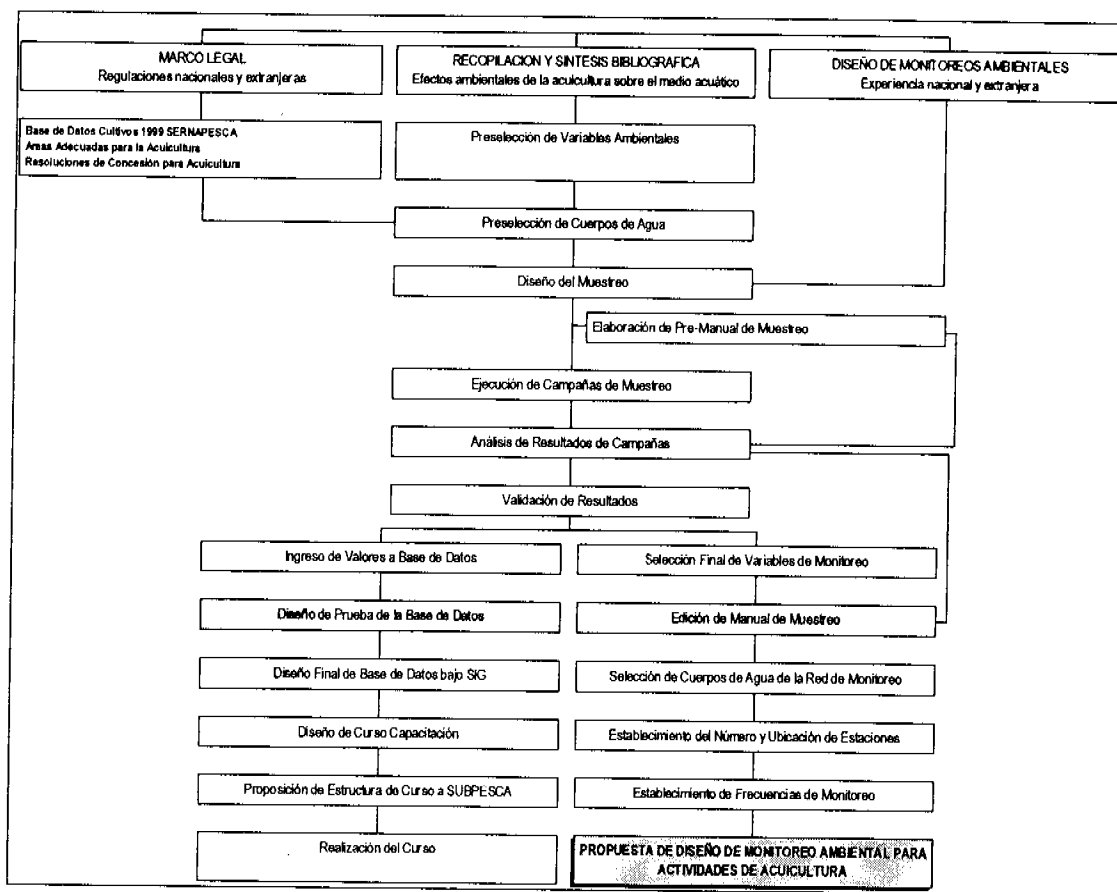 MARCO LEGAL
Regulaciones nacionales y extranjeras
RECOPILACION Y SINTESIS BIBLIOGRAFICA
Efectos ambientales de la acuicultura sobre el medio acuático
DISEÑO DE MONITOREOS AMBIENTALES
Experiencia nacional y extranjera
Base de Datos Cultivos 1999 SERNAPESCA
Areas Adecuadas para la Acuicultura
Resoluciones de Concesión para Acuicultura
Preselección de Variables Ambientales
Preselección de Cuerpos de Agua
Diseño del Muestreo
Elaboración de Pre-Manual de Muestreo
Ejecución de Campañas de Muestreo
Análisis de Resultados de Campañas
Validación de Resultados
Ingreso de Valores a Base de Datos
Diseño de Prueba de la Base de Datos
Diseño Final de Base de Datos bajo SIG
Diseño de Curso Capacitación
Proposición de Estructura de Curso a SUBPESCA
Realización del Curso
Selección Final de Variables de Monitoreo
Edición de Manual de Muestreo
Selección de Cuerpos de Agua de la Red de Monitoreo
Establecimiento del Número y Ubicación de Estaciones
Establecimiento de Frecuencias de Monitoreo
PROPUESTA DE DISEÑO DE MONITOREO AMBIENTAL PARA
ACTIVIDADES DE ACUICULTURA